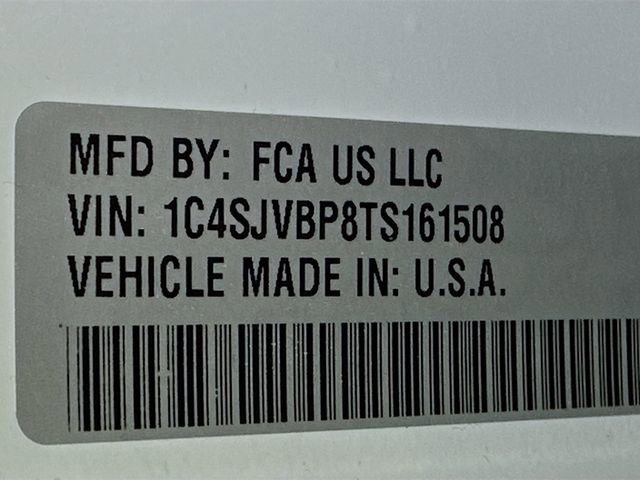 MFD BY: FCA US LLC
VIN: 1C4SJVBP8TS161508
VEHICLE MADE IN: U.S.A.